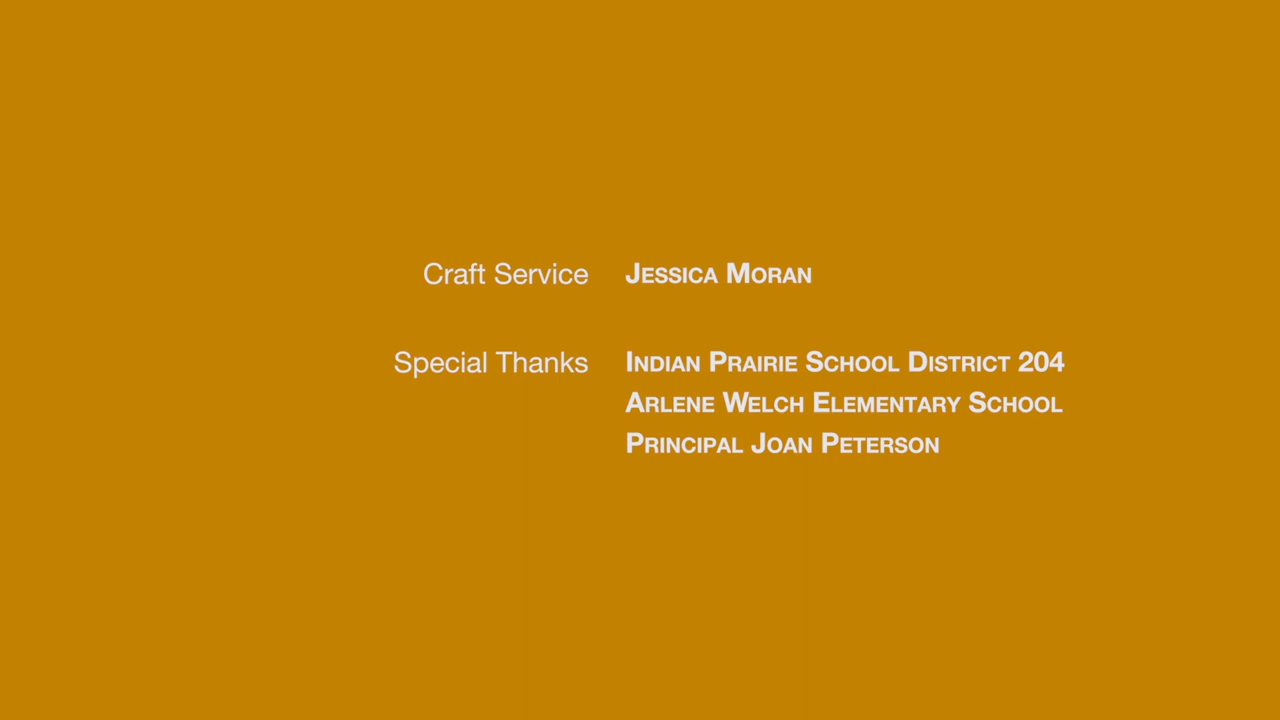 Craft Service Jessica Moran
Special Thanks Indian Prairie School District 204
Arlene Welch Elementary School
Principal Joan Peterson